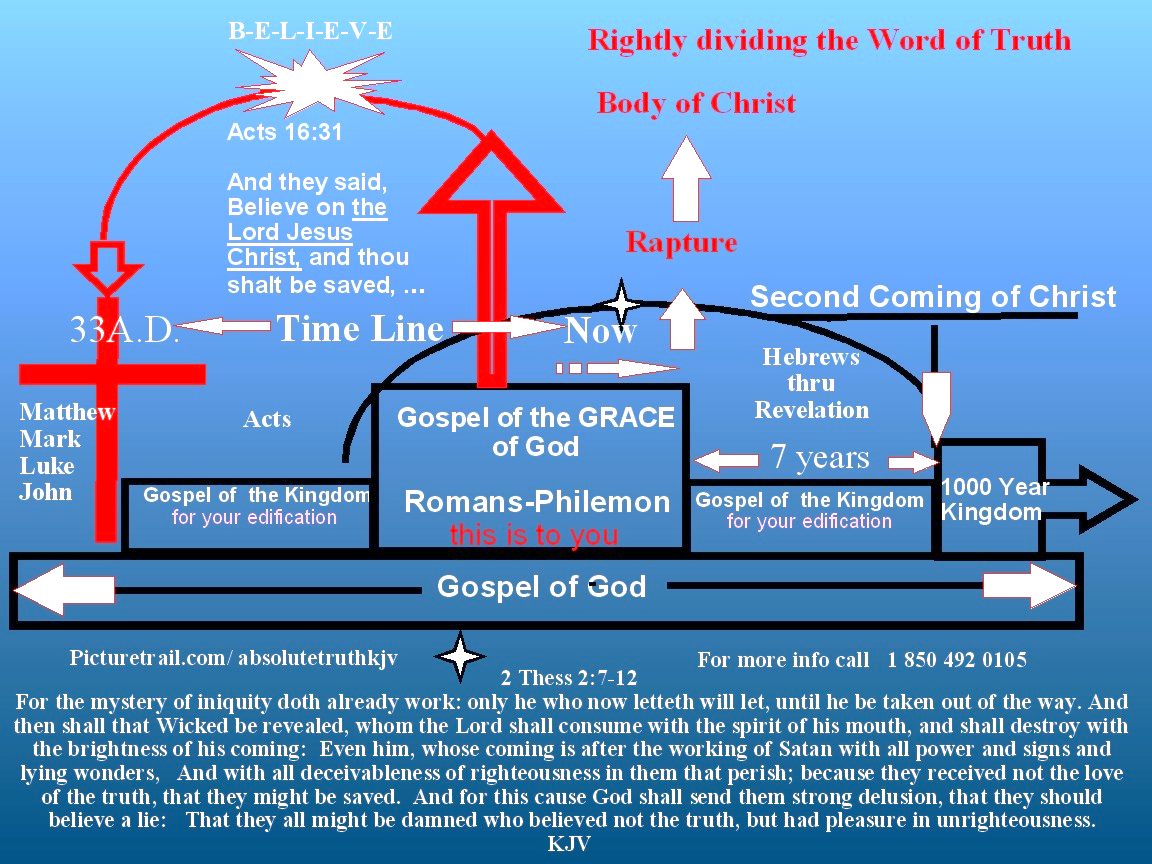 B-E-L-I-E-V-E
Rightly dividing the Word of Truth
Body of Christ
Acts 16:31
And they said,
Believe on the
Lord Jesus
Christ, and thou
shalt be saved, …
Rapture
Second Coming of Christ
33A.D.
Time Line
Now
Hebrews
thru
Revelation
Matthew
Mark
Luke
John
Acts
Gospel of the GRACE
of God
7 years
Gospel of the Kingdom
for your edification
Romans-Philemon
this is to you
Gospel of the Kingdom
for your edification
1000 Year
Kingdom
Gospel of God
Picturetrail.com/ absolutetruthkjv
For more info call 1 850 492 0105
2 Thess 2:7-12
For the mystery of iniquity doth already work: only he who now letteth will let, until he be taken out of the way. And
then shall that Wicked be revealed, whom the Lord shall consume with the spirit of his mouth, and shall destroy with
the brightness of his coming: Even him, whose coming is after the working of Satan with all power and signs and
lying wonders, And with all deceivableness of righteousness in them that perish; because they received not the love
of the truth, that they might be saved. And for this cause God shall send them strong delusion, that they should
believe a lie: That they all might be damned who believed not the truth, but had pleasure in unrighteousness.
KJV